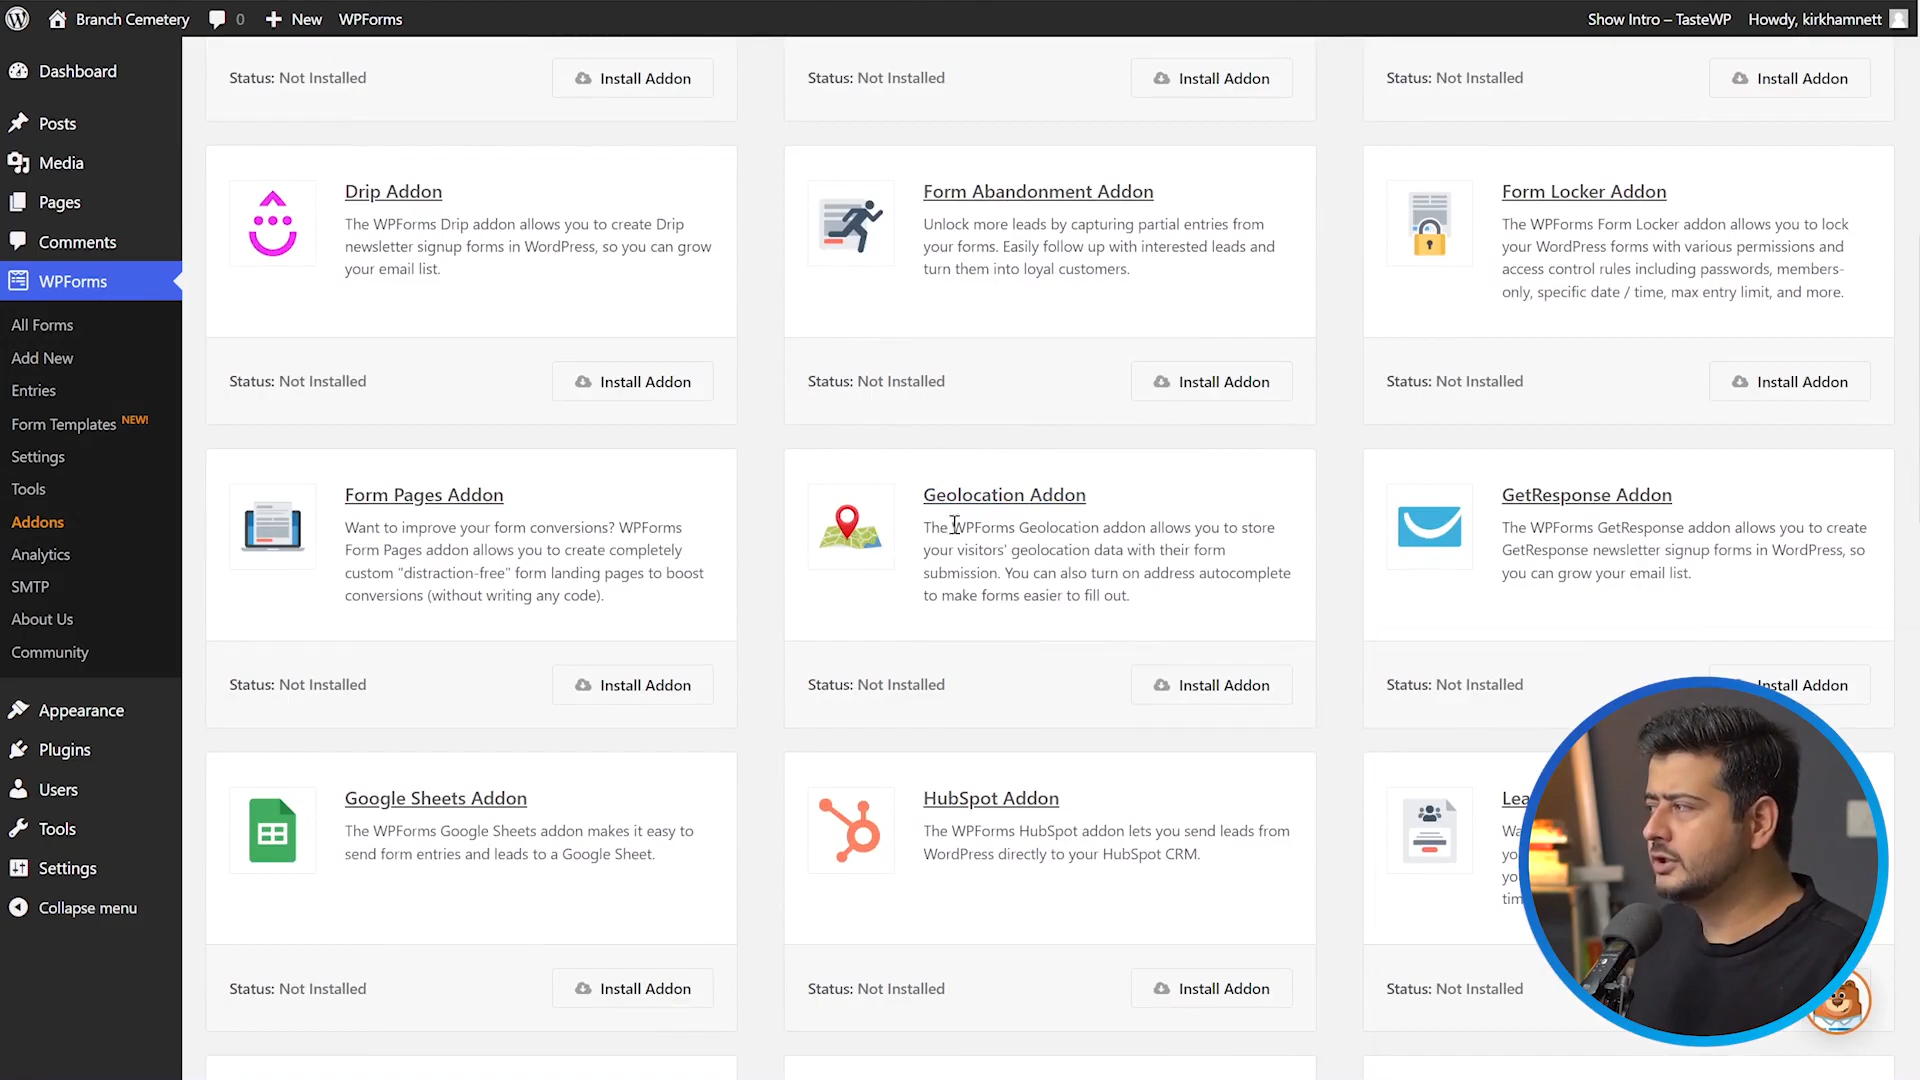 Branch Cemetery
0
New
WPForms
Show Intro – TasteWP
Howdy, kirkhamnett
Dashboard
Posts
Media
Pages
Comments
WPForms
All Forms
Add New
Entries
Form Templates NEW!
Settings
Tools
Addons
Analytics
SMTP
About Us
Community
Appearance
Plugins
Users
Tools
Settings
Collapse menu
Status: Not Installed
Install Addon
Status: Not Installed
Install Addon
Status: Not Installed
Install Addon
Drip Addon
The WPForms Drip addon allows you to create Drip
newsletter signup forms in WordPress, so you can grow
your email list.
Status: Not Installed
Install Addon
Form Abandonment Addon
Unlock more leads by capturing partial entries from
your forms. Easily follow up with interested leads and
turn them into loyal customers.
Status: Not Installed
Install Addon
Form Locker Addon
The WPForms Form Locker addon allows you to lock
your WordPress forms with various permissions and
access control rules including passwords, members-
only, specific date / time, max entry limit, and more.
Status: Not Installed
Install Addon
Form Pages Addon
Want to improve your form conversions? WPForms
Form Pages addon allows you to create completely
custom "distraction-free" form landing pages to boost
conversions (without writing any code).
Status: Not Installed
Install Addon
Geolocation Addon
The WPForms Geolocation addon allows you to store
your visitors' geolocation data with their form
submission. You can also turn on address autocomplete
to make forms easier to fill out.
Status: Not Installed
Install Addon
GetResponse Addon
The WPForms GetResponse addon allows you to create
GetResponse newsletter signup forms in WordPress, so
you can grow your email list.
Status: Not Installed
Install Addon
Google Sheets Addon
The WPForms Google Sheets addon makes it easy to
send form entries and leads to a Google Sheet.
Status: Not Installed
Install Addon
HubSpot Addon
The WPForms HubSpot addon lets you send leads from
WordPress directly to your HubSpot CRM.
Status: Not Installed
Install Addon
Status: Not Installed